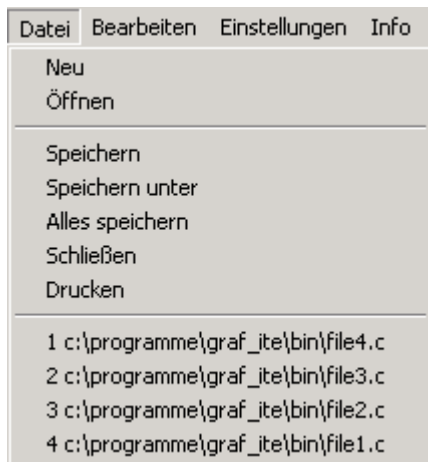 Datei Bearbeiten Einstellungen Info
Neu
Öffnen
Speichern
Speichern unter
Alles speichern
Schließen
Drucken
1 c:\programme\graf_ite\bin\file4.c
2 c:\programme\graf_ite\bin\file3.c
3 c:\programme\graf_ite\bin\file2.c
4 c:\programme\graf_ite\bin\file1.c